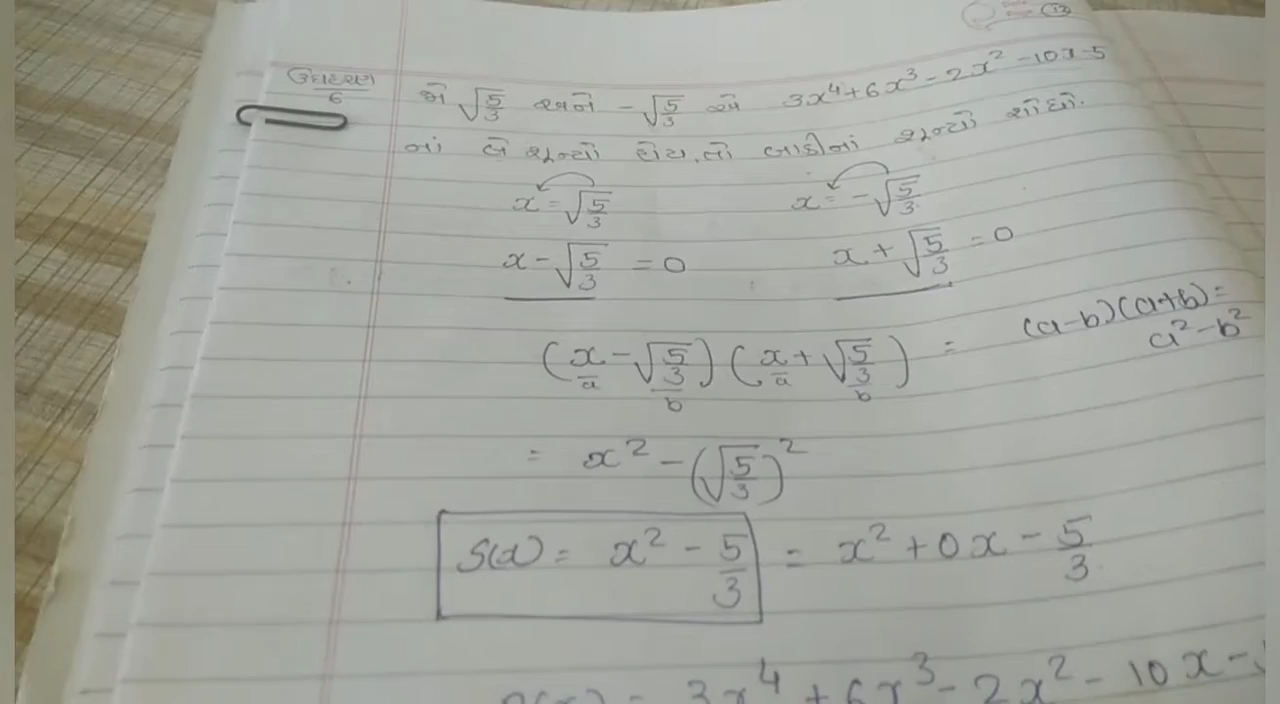 12
ઉદાહરણ 6 જો √(5/3) અને -√(5/3) એ 3x⁴+6x³-2x²-10x-5
નાં બે શૂન્યો હોય, તો બાકીનાં શૂન્યો શોધો.
x = √(5/3) x = -√(5/3)
x - √(5/3) = 0 x + √(5/3) = 0
(x - √(5/3)) (x + √(5/3)) = (a-b)(a+b) =
a b a b a² - b²
= x² - (√(5/3))²
S(x) = x² - 5/3 = x² + 0x - 5/3
3x⁴ + 6x³ - 2x² - 10x -